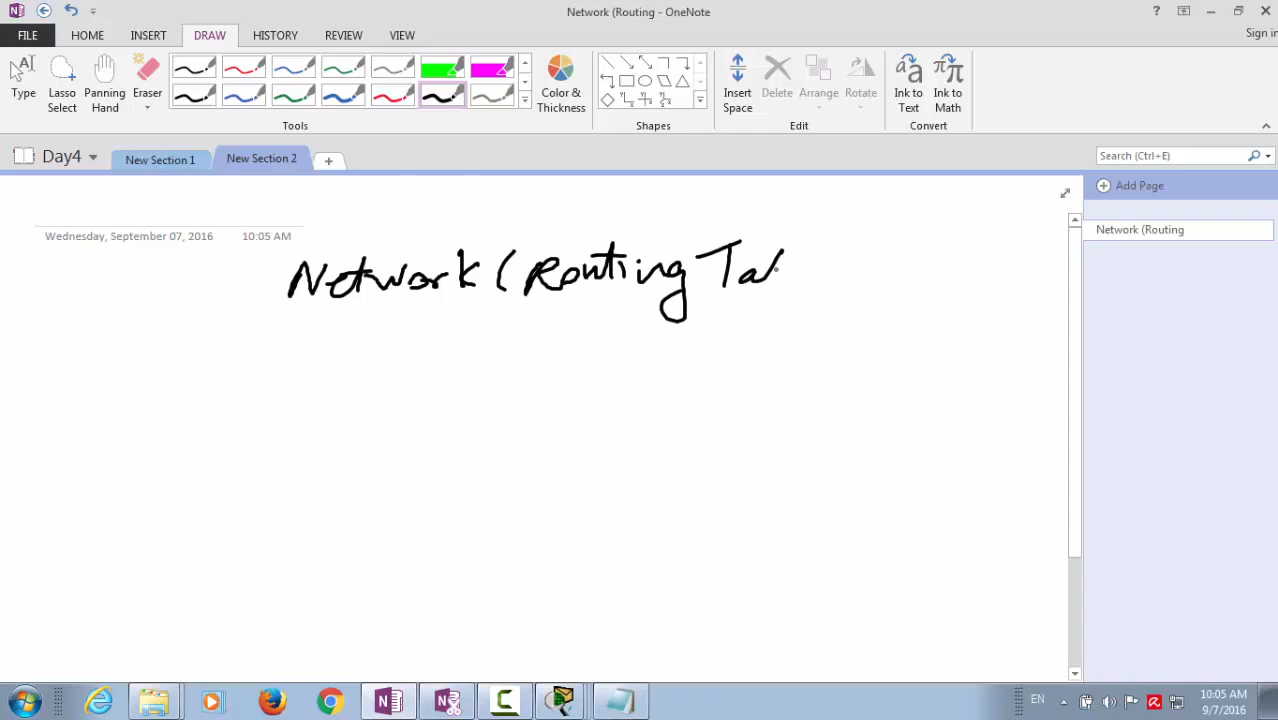 Network (Routing - OneNote
Sign in
FILE HOME INSERT DRAW HISTORY REVIEW VIEW
Type
Lasso Select
Panning Hand
Eraser
Color & Thickness
Insert Space
Delete
Arrange
Rotate
Ink to Text
Ink to Math
Tools Shapes Edit Convert
Day4 New Section 1 New Section 2
Search (Ctrl+E)
Add Page
Network (Routing
Wednesday, September 07, 2016 10:05 AM
Network (Routing
EN
10:05 AM
9/7/2016